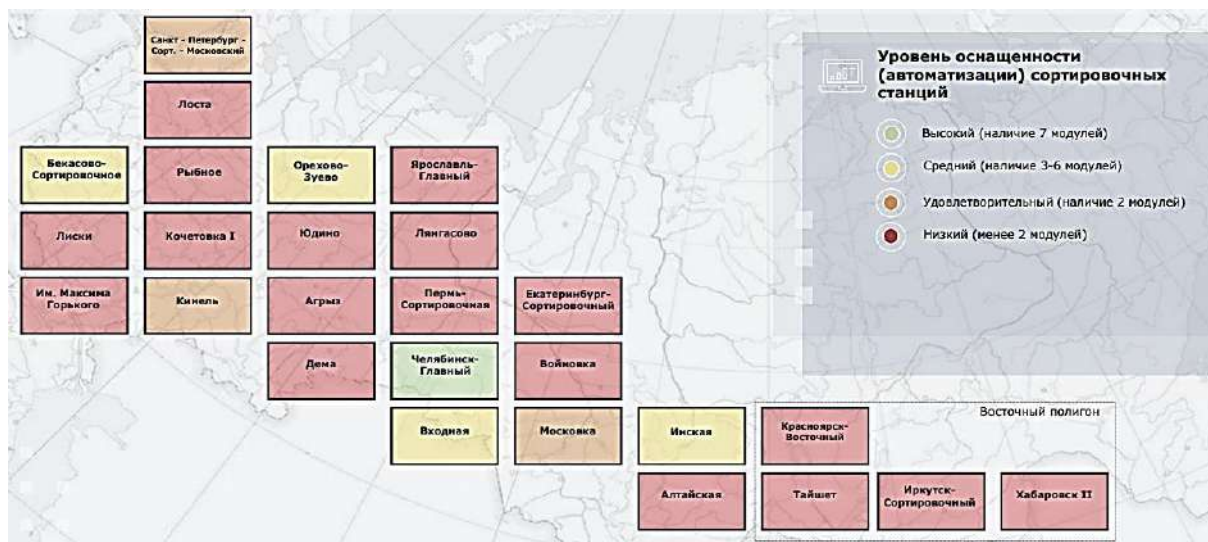 Санкт - Петербург -
Сорт. - Московский
Лоста
Бекасово-
Сортировочное
Рыбное
Орехово-
Зуево
Ярославль-
Главный
Лиски
Кочетовка I
Юдино
Лянгасово
Им. Максима
Горького
Кинель
Агрыз
Пермь-
Сортировочная
Екатеринбург-
Сортировочный
Дема
Челябинск-
Главный
Войновка
Входная
Московка
Инская
Восточный полигон
Красноярск-
Восточный
Алтайская
Тайшет
Иркутск-
Сортировочный
Хабаровск II
Уровень оснащенности
(автоматизации) сортировочных
станций
Высокий (наличие 7 модулей)
Средний (наличие 3-6 модулей)
Удовлетворительный (наличие 2 модулей)
Низкий (менее 2 модулей)